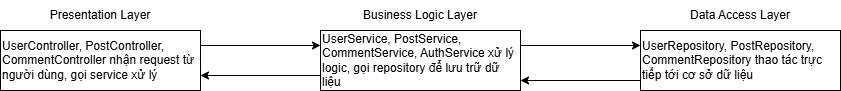 Presentation Layer
UserController, PostController,
CommentController nhận request từ
người dùng, gọi service xử lý
Business Logic Layer
UserService, PostService,
CommentService, AuthService xử lý
logic, gọi repository để lưu trữ dữ
liệu
Data Access Layer
UserRepository, PostRepository,
CommentRepository thao tác trực
tiếp tới cơ sở dữ liệu